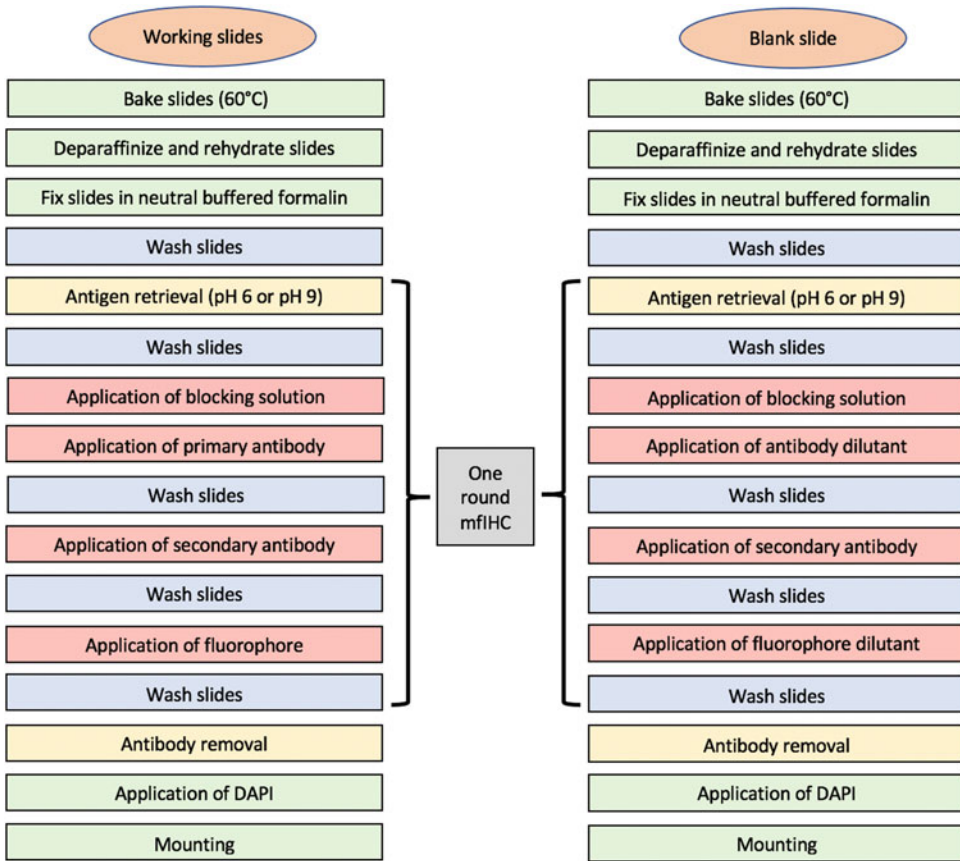 Working slides
Bake slides (60°C)
Deparaffinize and rehydrate slides
Fix slides in neutral buffered formalin
Wash slides
Antigen retrieval (pH 6 or pH 9)
Wash slides
Application of blocking solution
Application of primary antibody
Wash slides
Application of secondary antibody
Wash slides
Application of fluorophore
Wash slides
Antibody removal
Application of DAPI
Mounting
One
round
mfIHC
Blank slide
Bake slides (60°C)
Deparaffinize and rehydrate slides
Fix slides in neutral buffered formalin
Wash slides
Antigen retrieval (pH 6 or pH 9)
Wash slides
Application of blocking solution
Application of antibody dilutant
Wash slides
Application of secondary antibody
Wash slides
Application of fluorophore dilutant
Wash slides
Antibody removal
Application of DAPI
Mounting